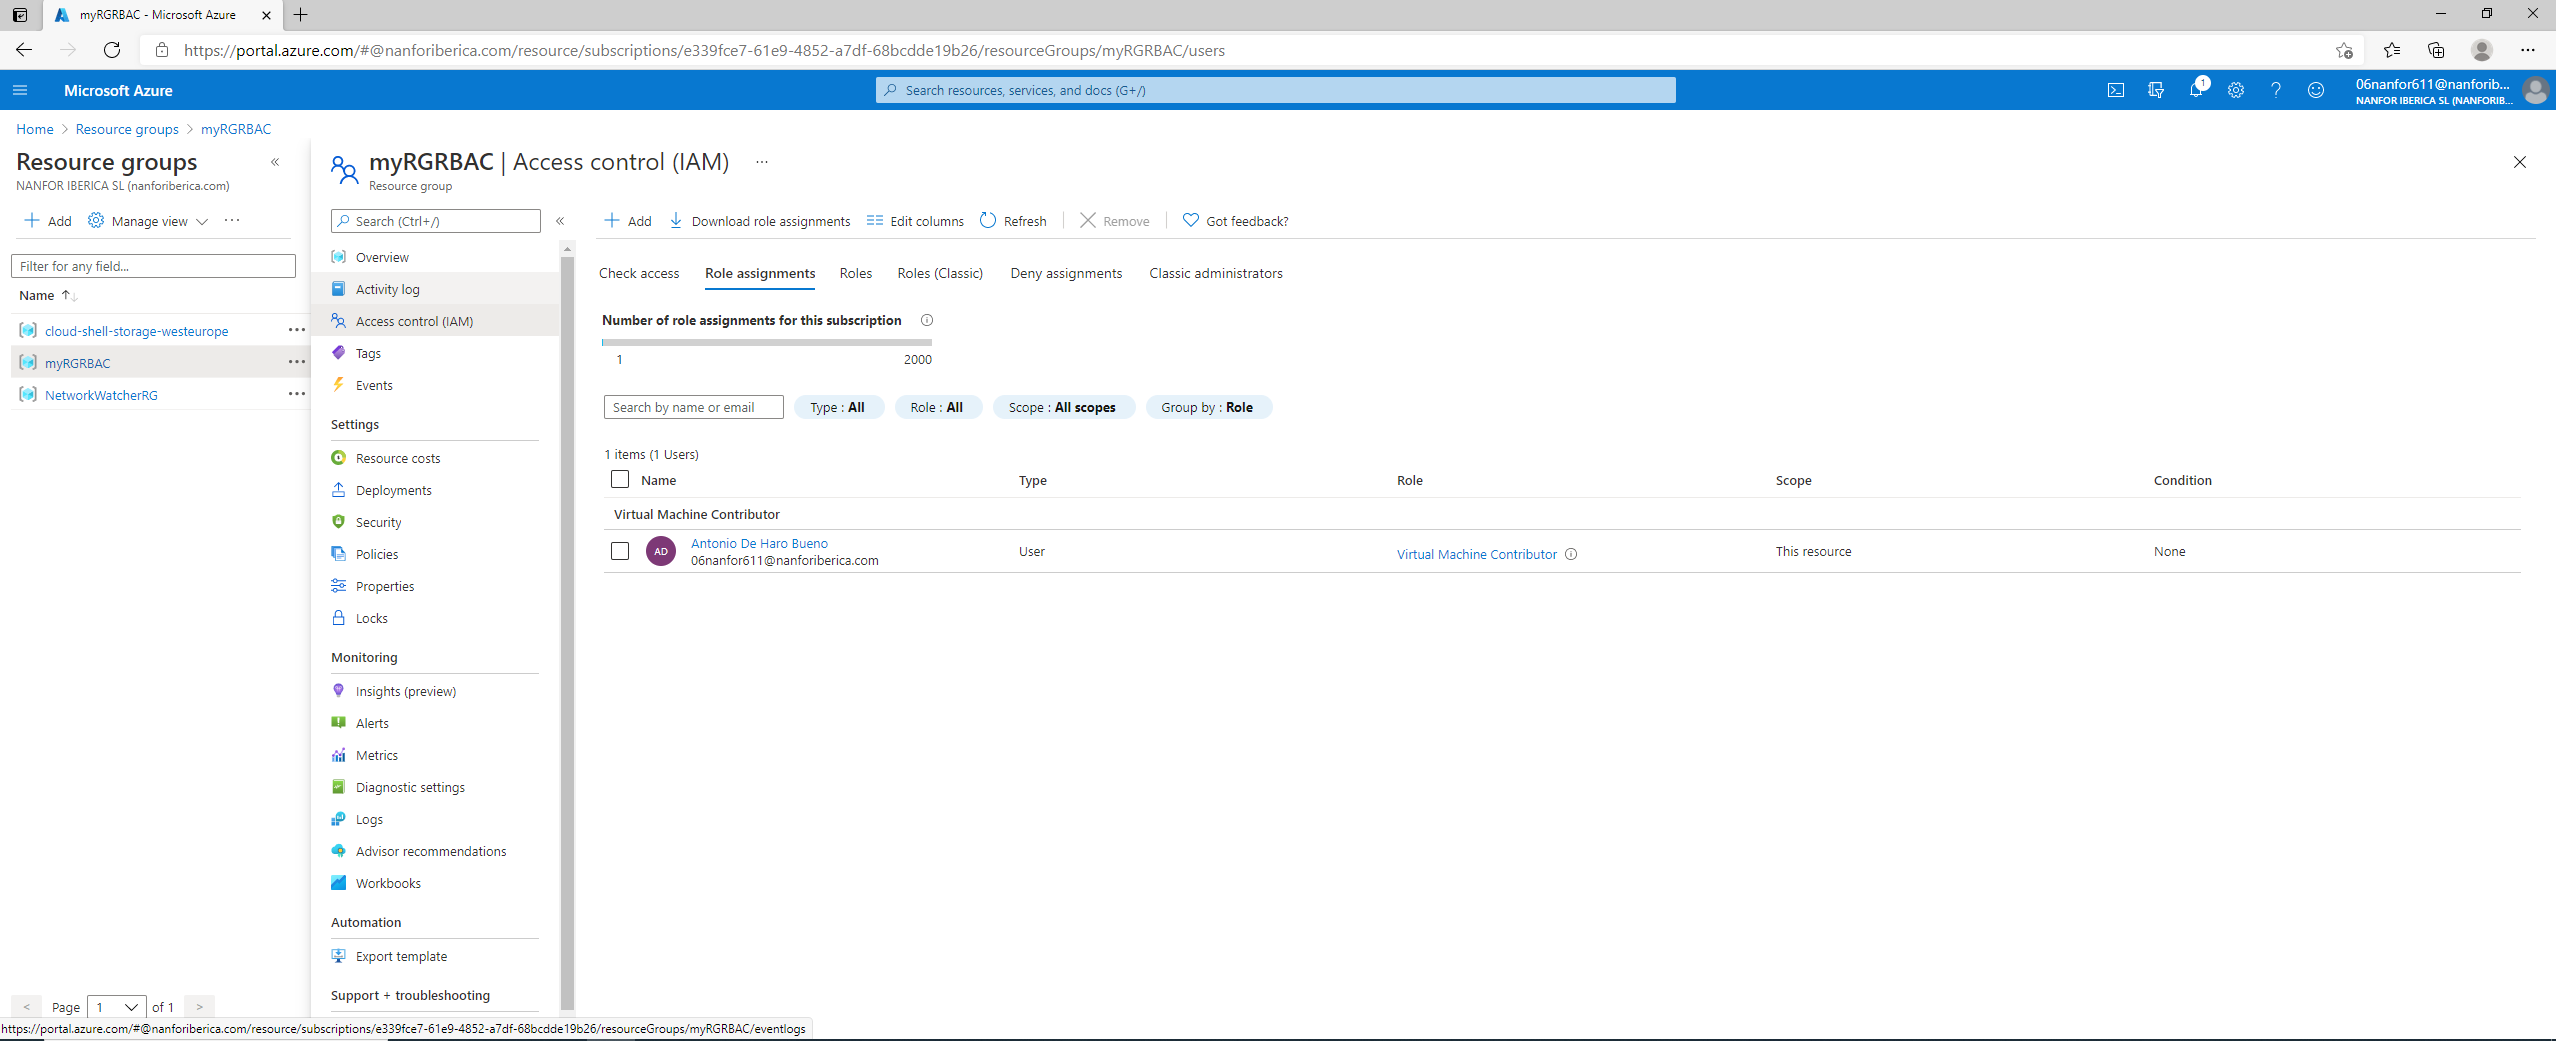 myRGRBAC - Microsoft Azure
https://portal.azure.com/#@nanforiberica.com/resource/subscriptions/e339fce7-61e9-4852-a7df-68bcdde19b26/resourceGroups/myRGRBAC/users
Microsoft Azure
Search resources, services, and docs (G+/)
1
06nanfor611@nanforib...
NANFOR IBERICA SL (NANFORIB...
Home > Resource groups > myRGRBAC
Resource groups
NANFOR IBERICA SL (nanforiberica.com)
Add
Manage view
Filter for any field...
Name
cloud-shell-storage-westeurope
myRGRBAC
NetworkWatcherRG
< Page 1 of 1 >
myRGRBAC | Access control (IAM)
Resource group
Search (Ctrl+/)
Overview
Activity log
Access control (IAM)
Tags
Events
Settings
Resource costs
Deployments
Security
Policies
Properties
Locks
Monitoring
Insights (preview)
Alerts
Metrics
Diagnostic settings
Logs
Advisor recommendations
Workbooks
Automation
Export template
Support + troubleshooting
Add Download role assignments Edit columns Refresh Remove Got feedback?
Check access Role assignments Roles Roles (Classic) Deny assignments Classic administrators
Number of role assignments for this subscription
1 2000
Search by name or email Type : All Role : All Scope : All scopes Group by : Role
1 items (1 Users)
Name Type Role Scope Condition
Virtual Machine Contributor
AD Antonio De Haro Bueno User Virtual Machine Contributor This resource None
06nanfor611@nanforiberica.com
https://portal.azure.com/#@nanforiberica.com/resource/subscriptions/e339fce7-61e9-4852-a7df-68bcdde19b26/resourceGroups/myRGRBAC/eventlogs